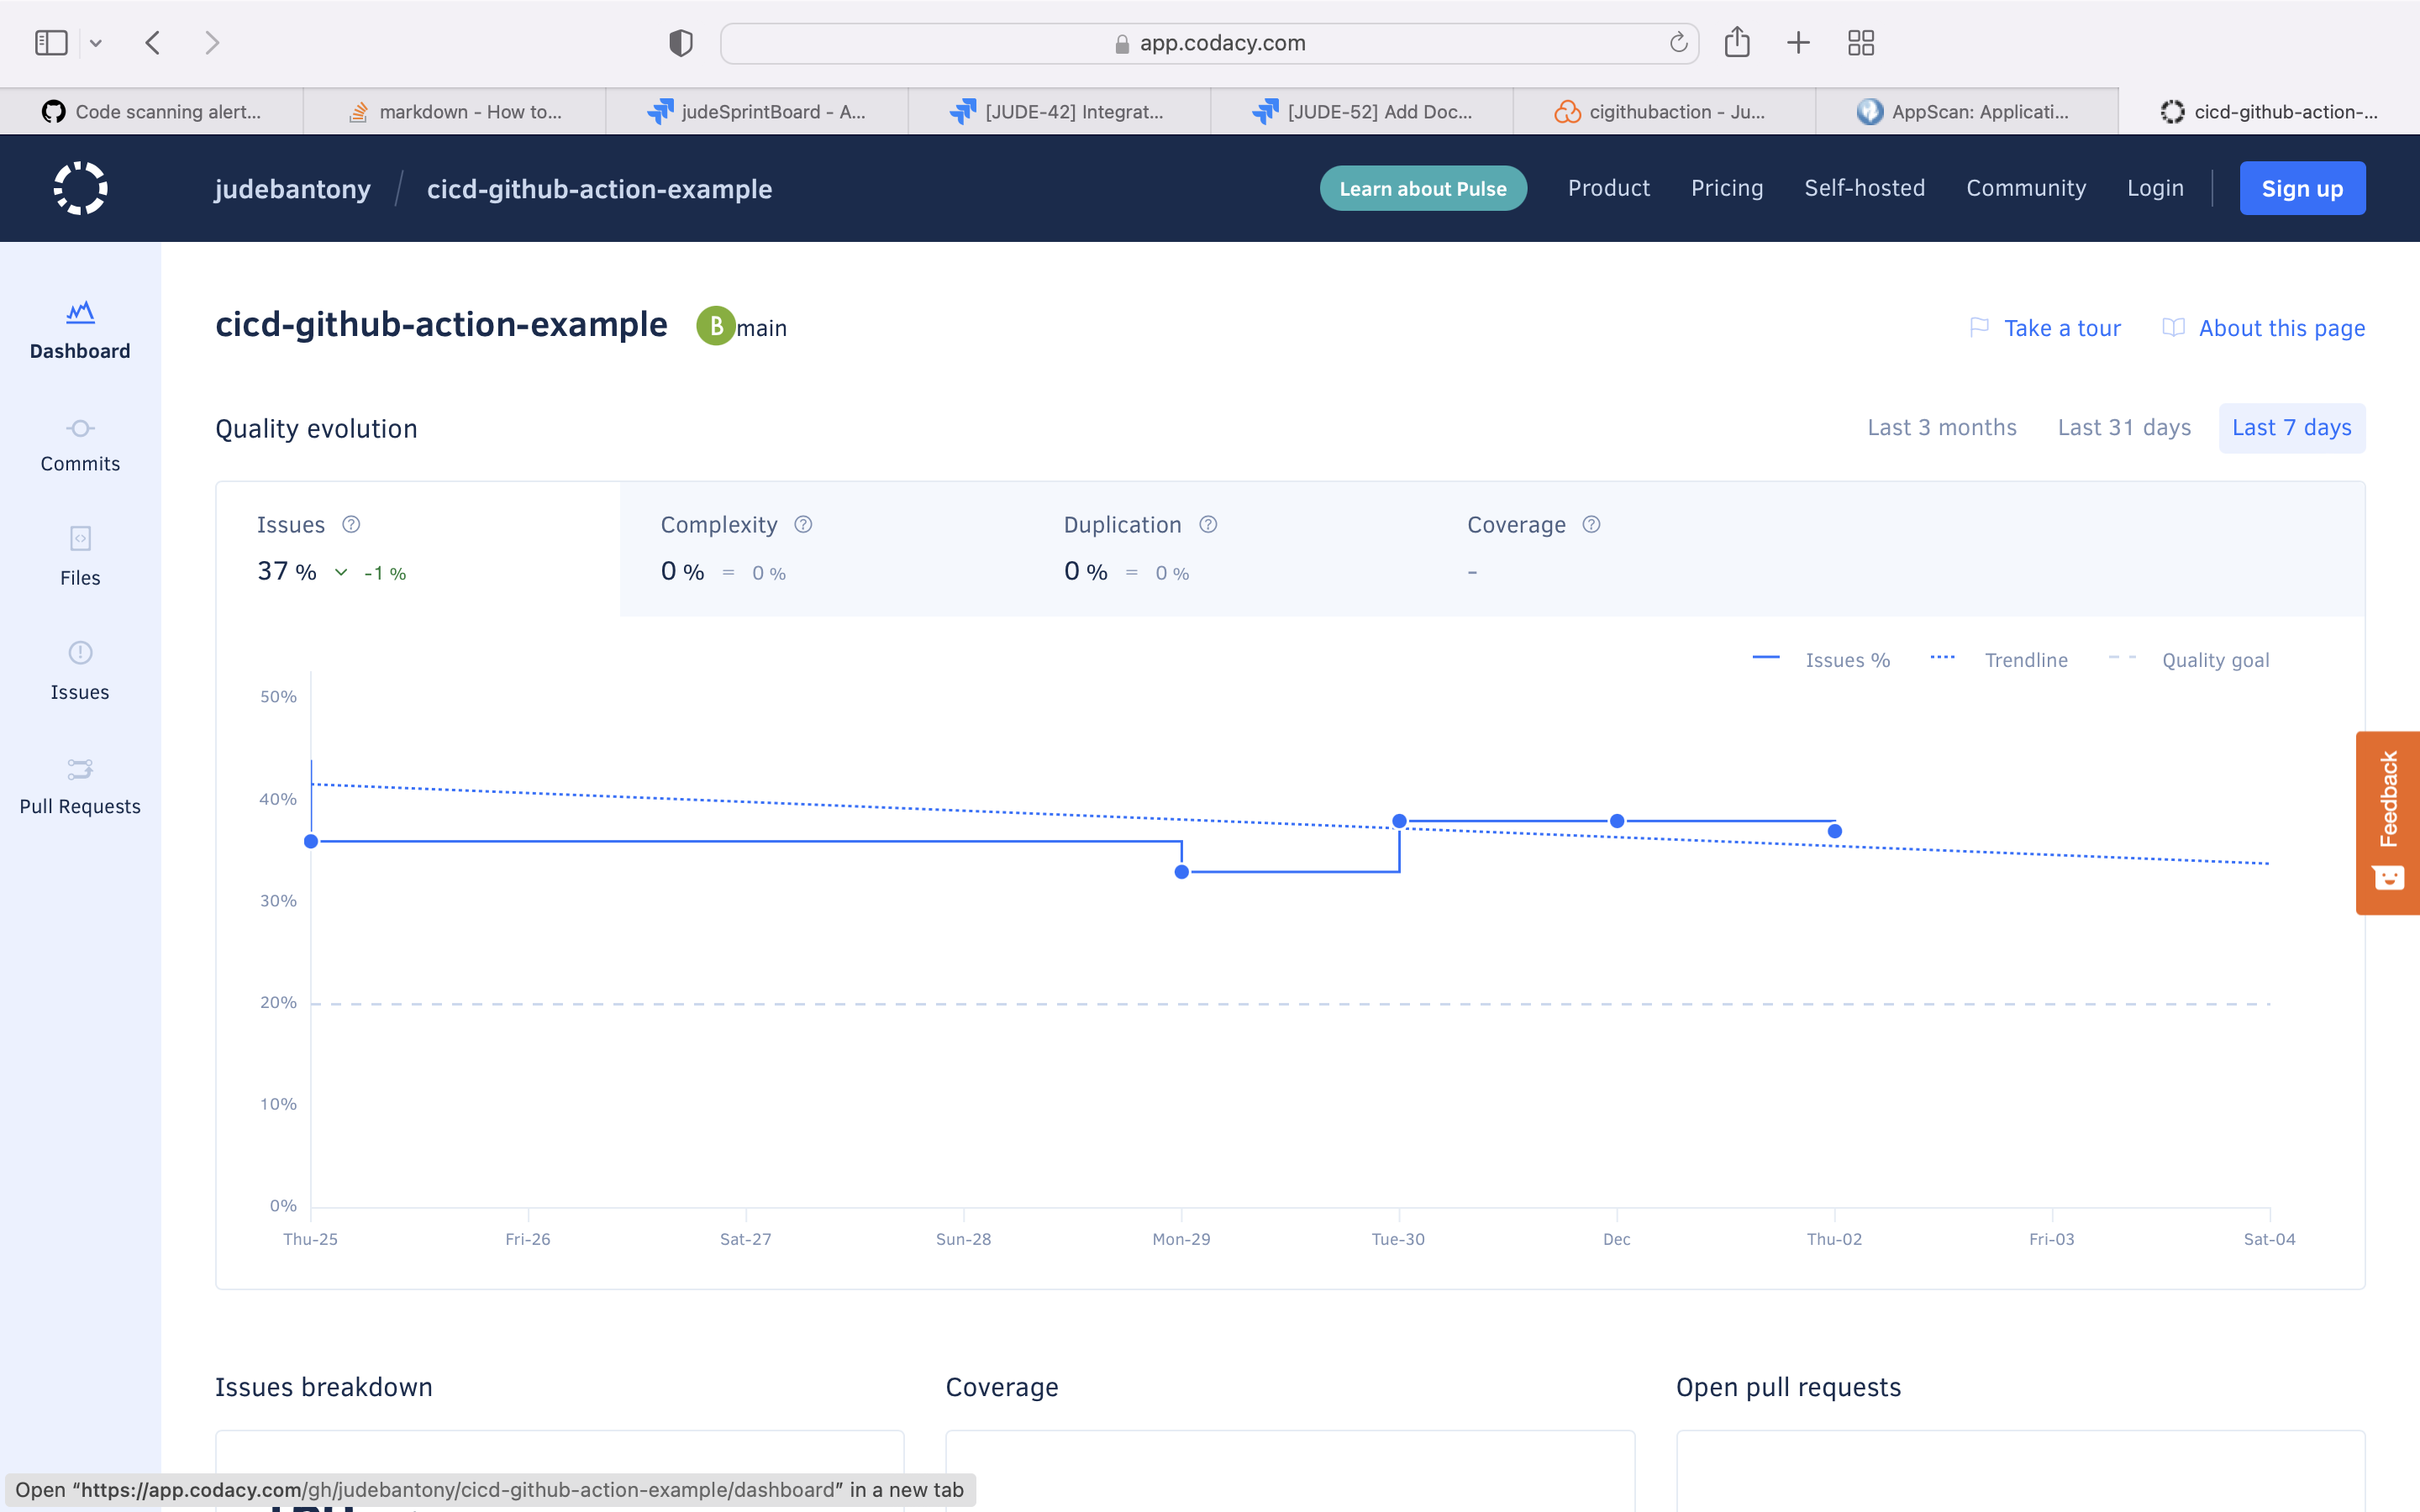 app.codacy.com
Code scanning alert...
markdown - How to...
judeSprintBoard - A...
[JUDE-42] Integrat...
[JUDE-52] Add Doc...
cigithubaction - Ju...
AppScan: Applicati...
cicd-github-action-...
judebantony / cicd-github-action-example
Learn about Pulse
Product
Pricing
Self-hosted
Community
Login
Sign up
Dashboard
Commits
Files
Issues
Pull Requests
cicd-github-action-example B main
Take a tour
About this page
Quality evolution
Last 3 months
Last 31 days
Last 7 days
Issues ?
37 % -1 %
Complexity ?
0 % = 0 %
Duplication ?
0 % = 0 %
Coverage ?
-
Issues %
Trendline
Quality goal
50%
40%
30%
20%
10%
0%
Thu-25
Fri-26
Sat-27
Sun-28
Mon-29
Tue-30
Dec
Thu-02
Fri-03
Sat-04
Feedback
Issues breakdown
Coverage
Open pull requests
Open “https://app.codacy.com/gh/judebantony/cicd-github-action-example/dashboard” in a new tab